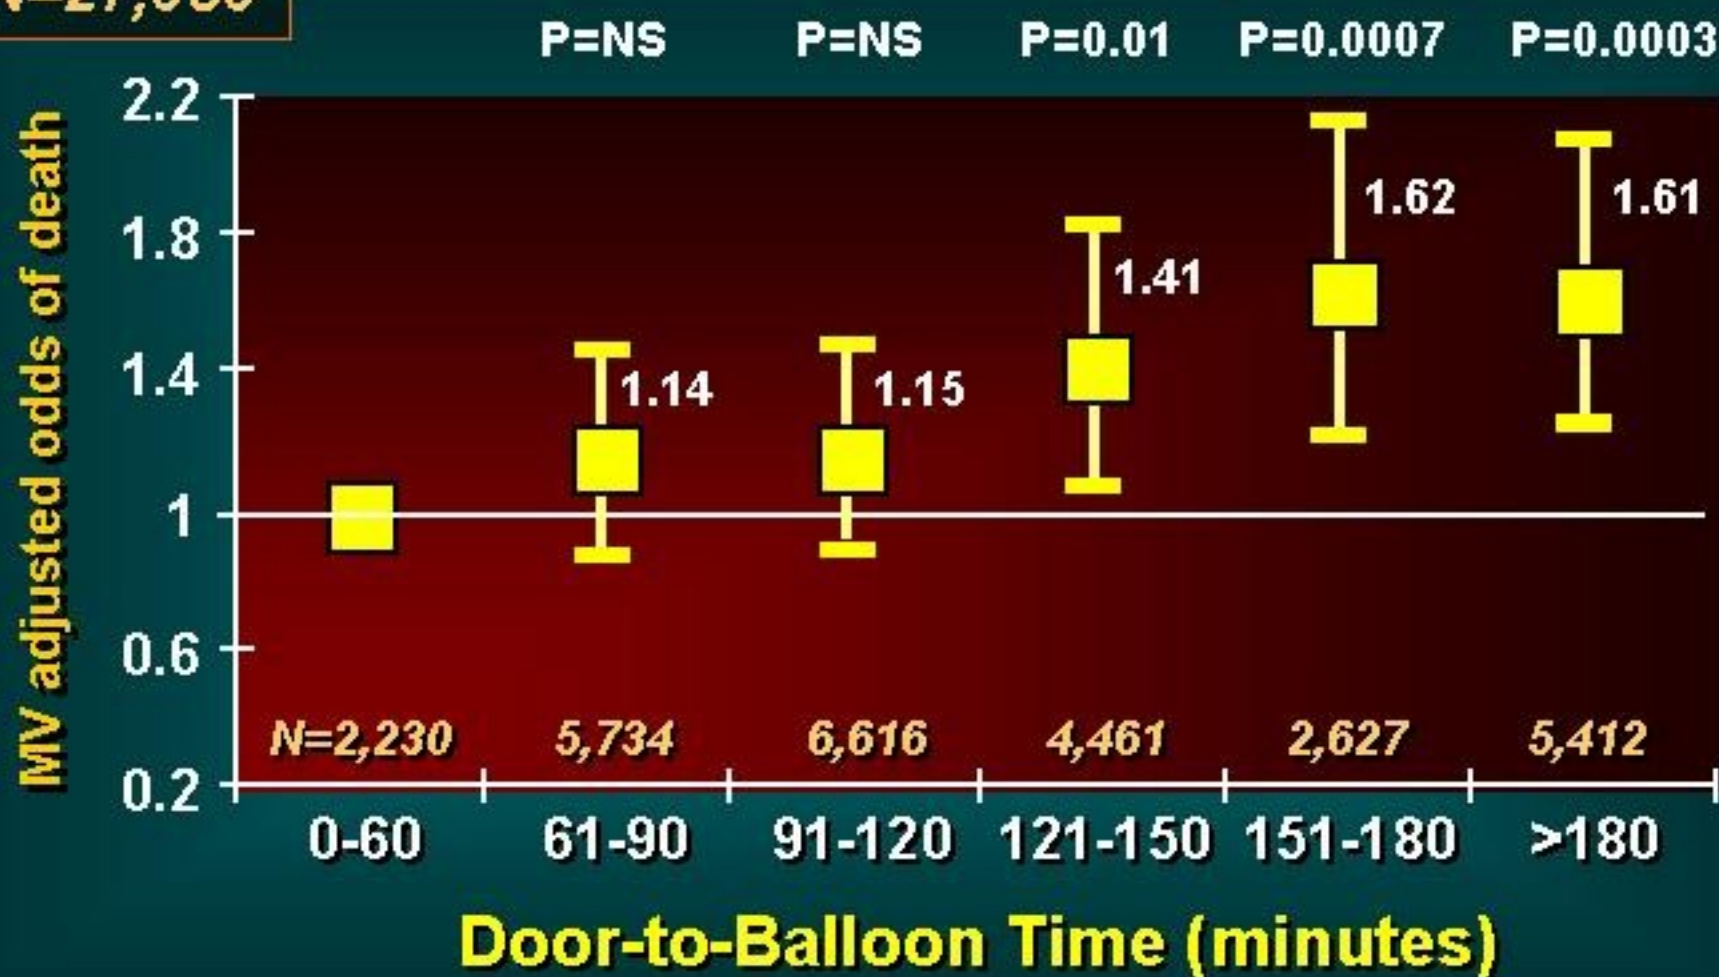 P=NS P=NS P=0.01 P=0.0007 P=0.0003
MV adjusted odds of death
2.2
1.8
1.4
1
0.6
0.2
1.14
1.15
1.41
1.62
1.61
N=2,230 5,734 6,616 4,461 2,627 5,412
0-60 61-90 91-120 121-150 151-180 >180
Door-to-Balloon Time (minutes)